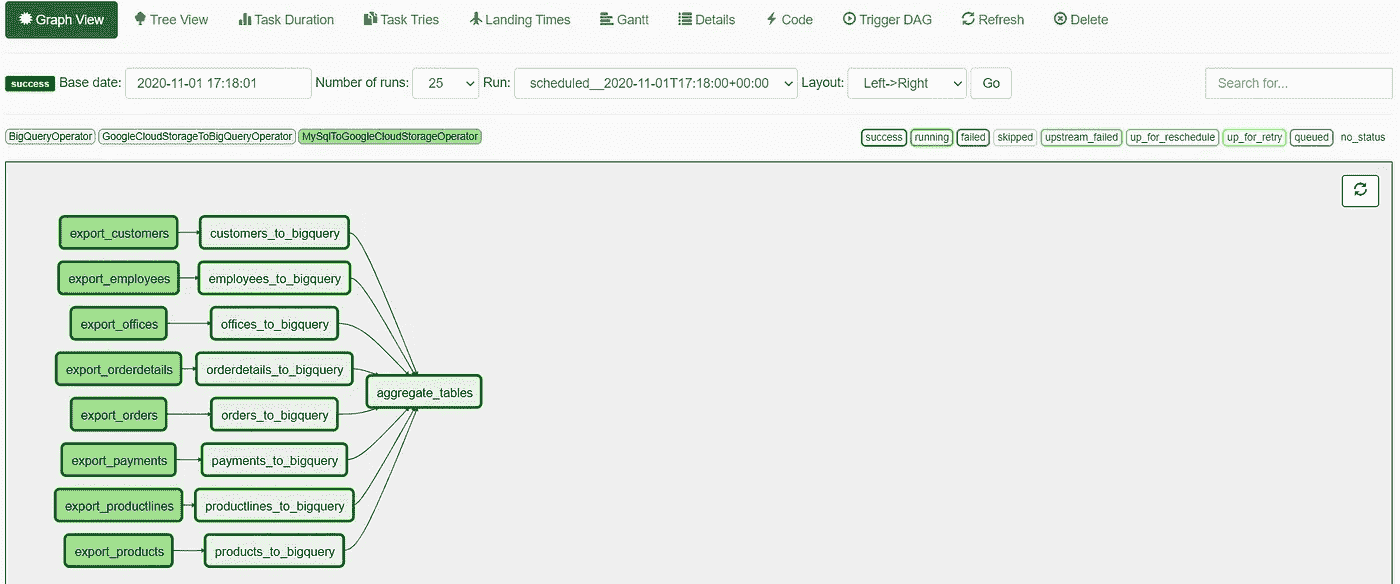 Graph View Tree View Task Duration Task Tries Landing Times Gantt Details Code Trigger DAG Refresh Delete
success Base date: 2020-11-01 17:18:01 Number of runs: 25 Run: scheduled__2020-11-01T17:18:00+00:00 Layout: Left->Right Go Search for...
BigQueryOperator GoogleCloudStorageToBigQueryOperator MySqlToGoogleCloudStorageOperator success running failed skipped upstream_failed up_for_reschedule up_for_retry queued no_status
export_customers customers_to_bigquery
export_employees employees_to_bigquery
export_offices offices_to_bigquery
export_orderdetails orderdetails_to_bigquery
aggregate_tables
export_orders orders_to_bigquery
export_payments payments_to_bigquery
export_productlines productlines_to_bigquery
export_products products_to_bigquery